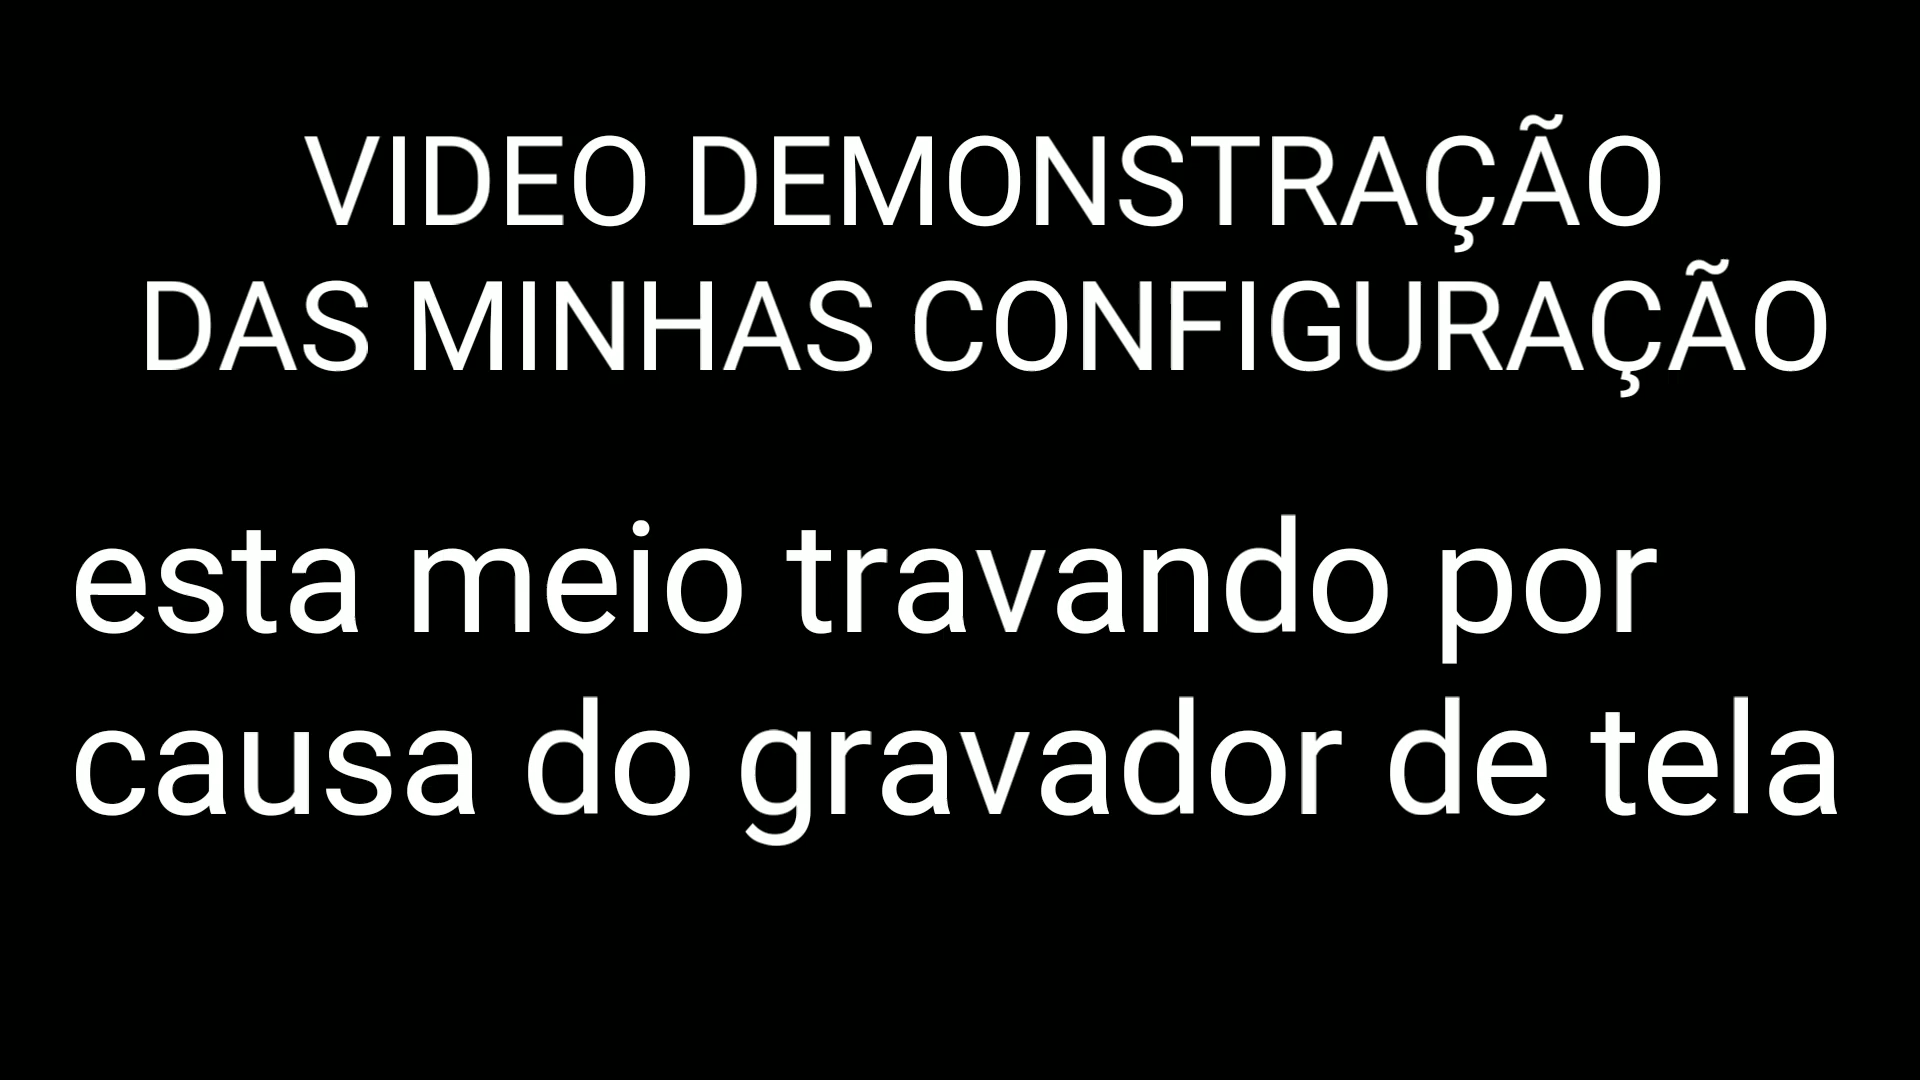 VIDEO DEMONSTRAÇÃO
DAS MINHAS CONFIGURAÇÃO
esta meio travando por
causa do gravador de tela